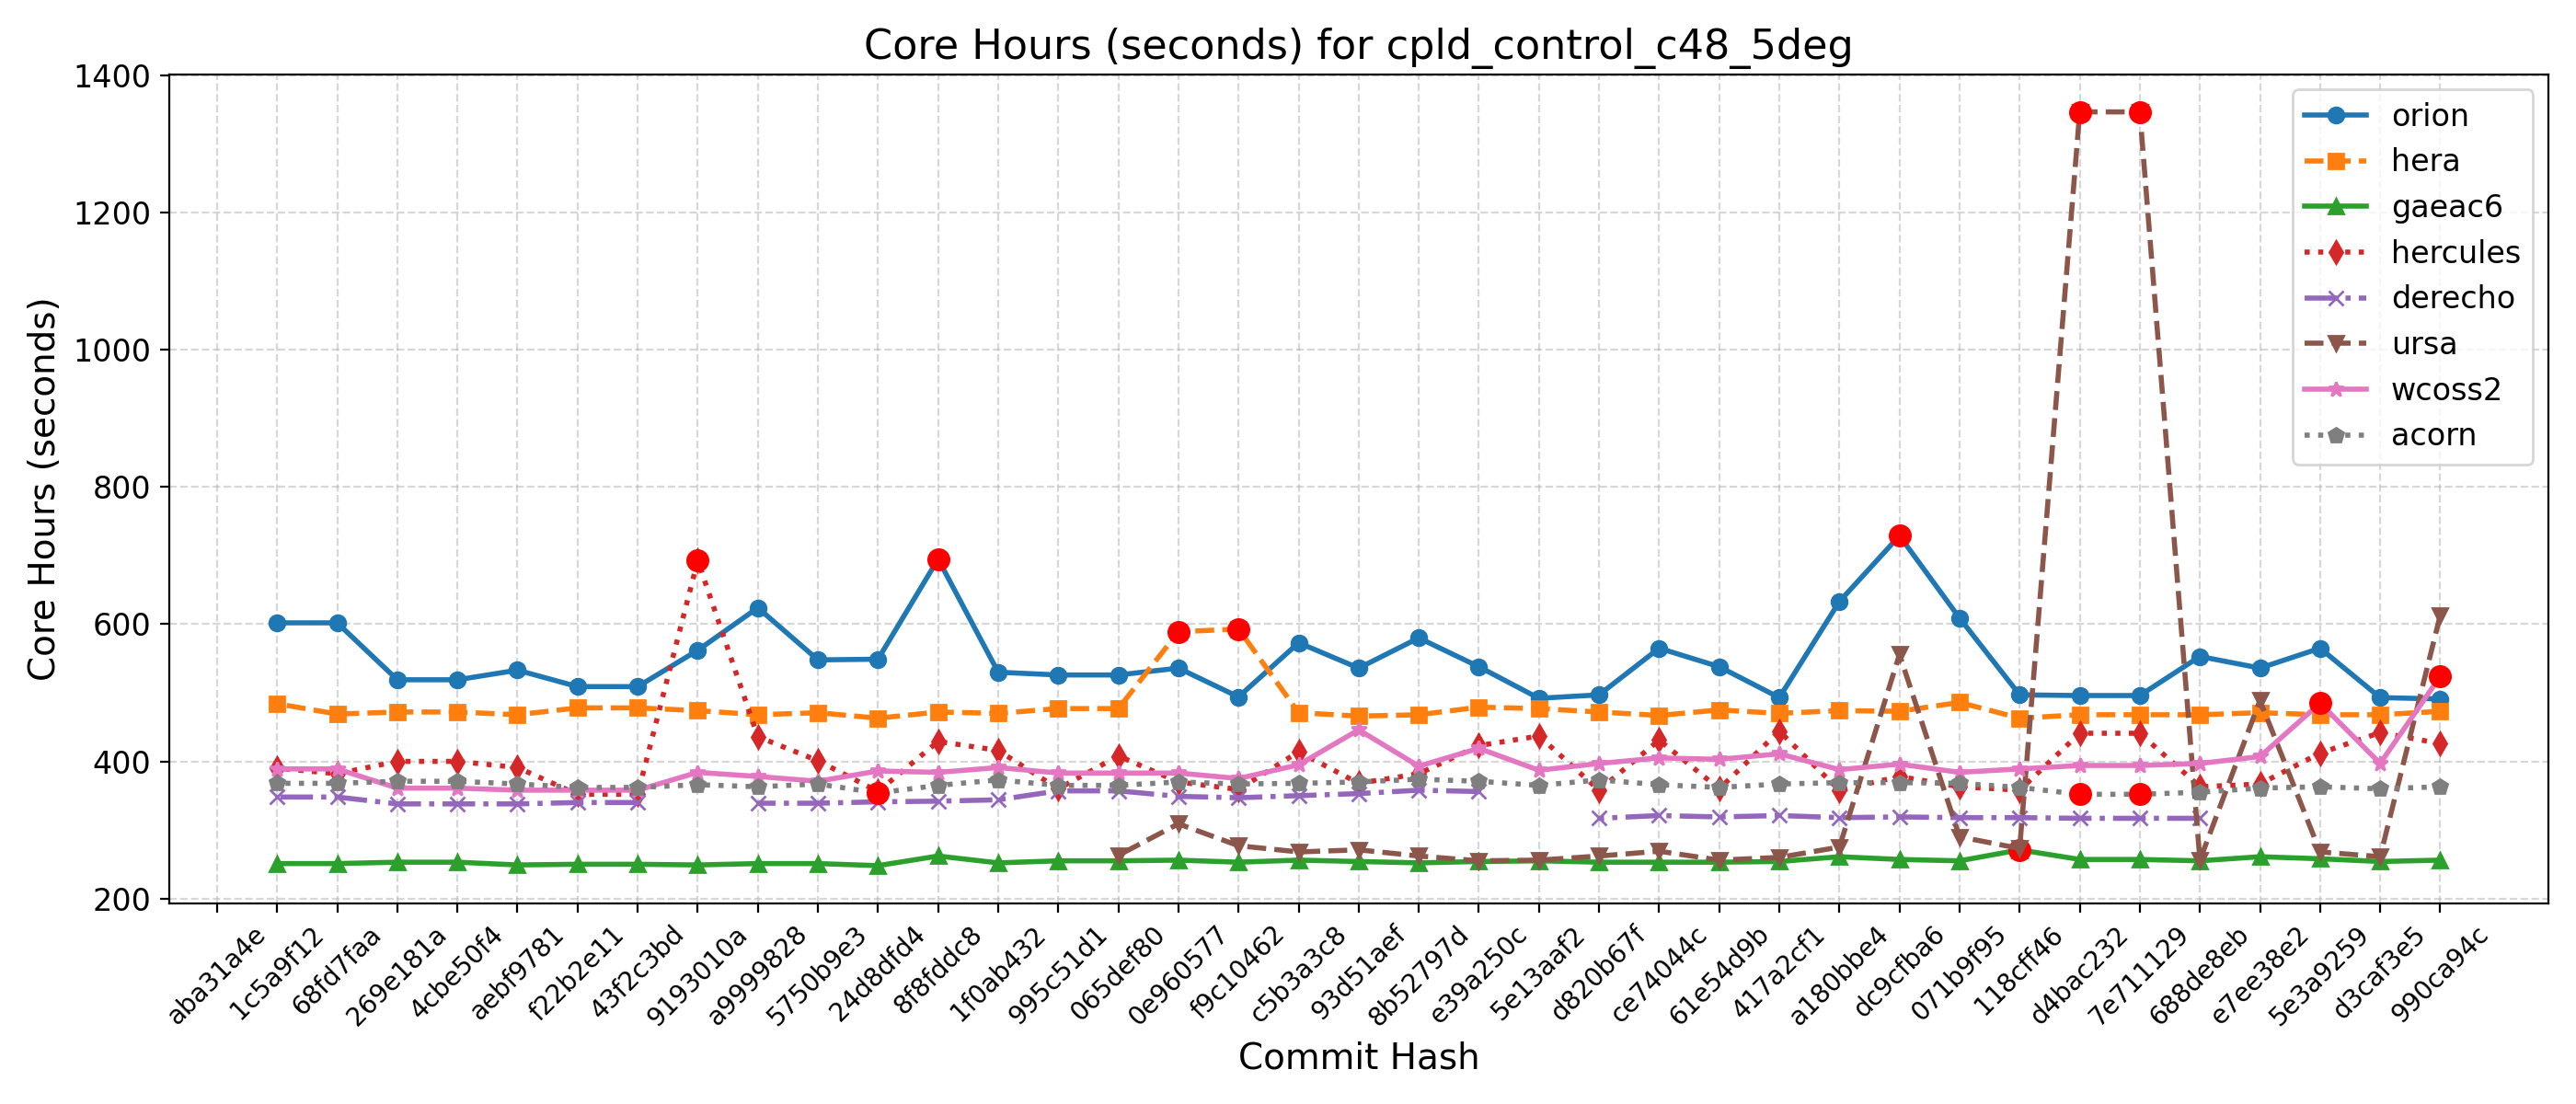 Core Hours (seconds) for cpld_control_c48_5deg
Core Hours (seconds)
1400
1200
1000
800
600
400
200
orion
hera
gaeac6
hercules
derecho
ursa
wcoss2
acorn
aba31a4e
1c5a9f12
68fd7faa
269e181a
4cbe50f4
aebf9781
f22b2e11
43f2c3bd
9193010a
a9999828
5750b9e3
24d8dfd4
8f8fddc8
1f0ab432
995c51d1
065def80
0e960577
f9c10462
c5b3a3c8
93d51aef
8b52797d
e39a250c
5e13aaf2
d820b67f
ce74044c
61e54d9b
417a2cf1
a180bbe4
dc9cfba6
071b9f95
118cff46
d4bac232
7e711129
688de8eb
e7ee38e2
5e3a9259
d3caf3e5
990ca94c
Commit Hash